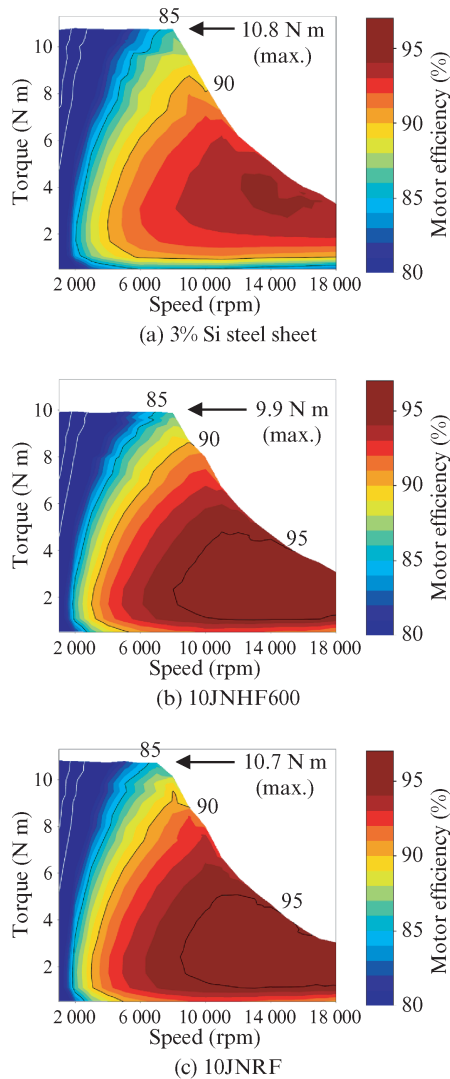 85
10.8 N m
(max.)
90
10
8
6
4
2
Torque (N m)
2 000 6 000 10 000 14 000 18 000
Speed (rpm)
95
90
85
80
Motor efficiency (%)
(a) 3% Si steel sheet
85
9.9 N m
(max.)
90
95
10
8
6
4
2
Torque (N m)
2 000 6 000 10 000 14 000 18 000
Speed (rpm)
95
90
85
80
Motor efficiency (%)
(b) 10JNHF600
85
10.7 N m
(max.)
90
95
10
8
6
4
2
Torque (N m)
2 000 6 000 10 000 14 000 18 000
Speed (rpm)
95
90
85
80
Motor efficiency (%)
(c) 10JNRF